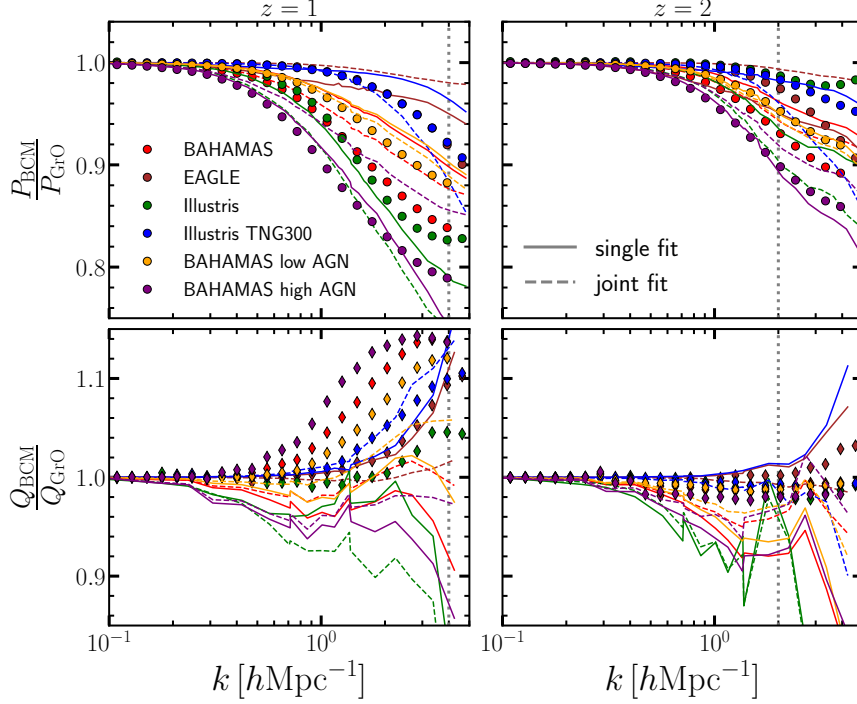 z = 1
z = 2
P_BCM / P_GrO
1.0
0.9
0.8
BAHAMAS
EAGLE
Illustris
Illustris TNG300
BAHAMAS low AGN
BAHAMAS high AGN
single fit
joint fit
Q_BCM / Q_GrO
1.1
1.0
0.9
10^{-1}
10^{0}
10^{-1}
10^{0}
k [hMpc^{-1}]
k [hMpc^{-1}]